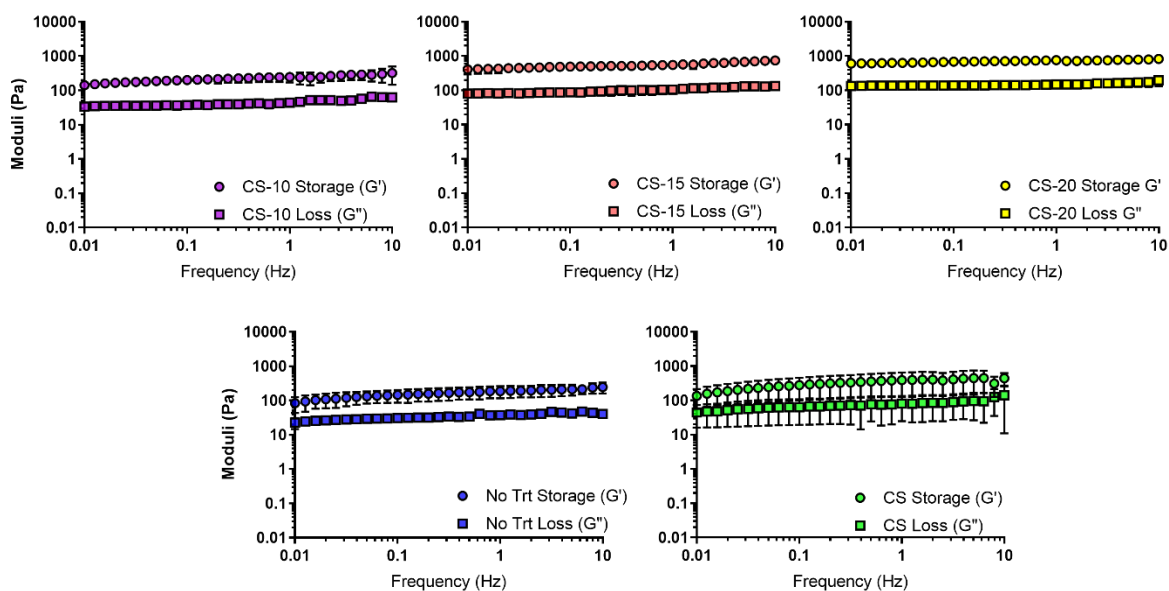 Moduli (Pa)
10000
1000
100
10
1
0.1
0.01
CS-10 Storage (G')
CS-10 Loss (G")
0.01 0.1 1 10
Frequency (Hz)
10000
1000
100
10
1
0.1
0.01
CS-15 Storage (G')
CS-15 Loss (G")
0.01 0.1 1 10
Frequency (Hz)
10000
1000
100
10
1
0.1
0.01
CS-20 Storage G'
CS-20 Loss G"
0.01 0.1 1 10
Frequency (Hz)
Moduli (Pa)
10000
1000
100
10
1
0.1
0.01
No Trt Storage (G')
No Trt Loss (G")
0.01 0.1 1 10
Frequency (Hz)
10000
1000
100
10
1
0.1
0.01
CS Storage (G')
CS Loss (G")
0.01 0.1 1 10
Frequency (Hz)